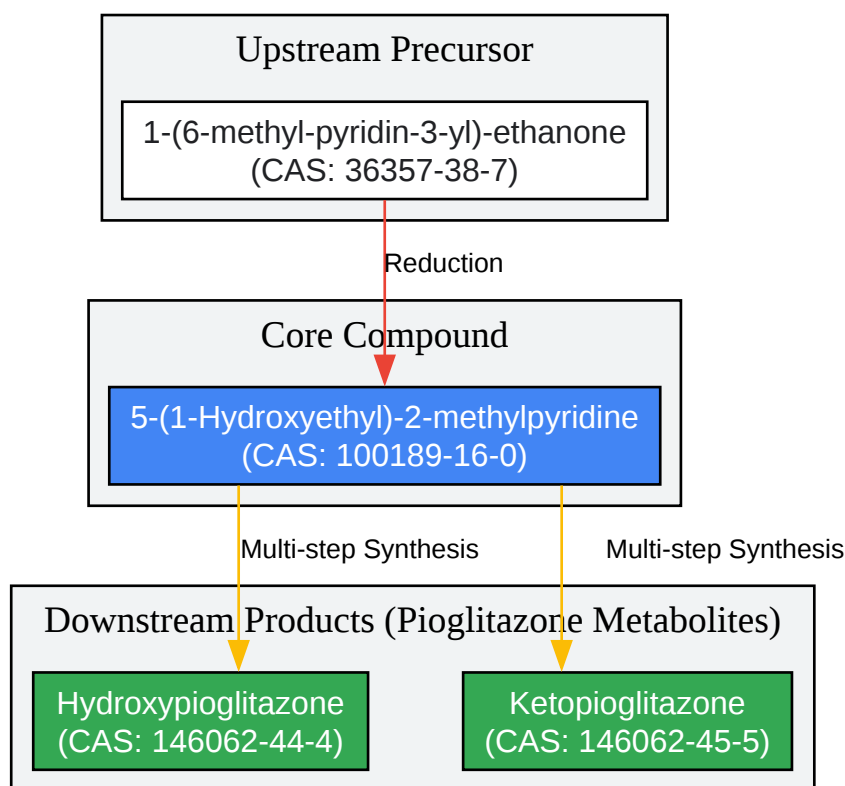 Upstream Precursor
1-(6-methyl-pyridin-3-yl)-ethanone
(CAS: 36357-38-7)
Reduction
Core Compound
5-(1-Hydroxyethyl)-2-methylpyridine
(CAS: 100189-16-0)
Multi-step Synthesis
Multi-step Synthesis
Downstream Products (Pioglitazone Metabolites)
Hydroxypioglitazone
(CAS: 146062-44-4)
Ketopioglitazone
(CAS: 146062-45-5)